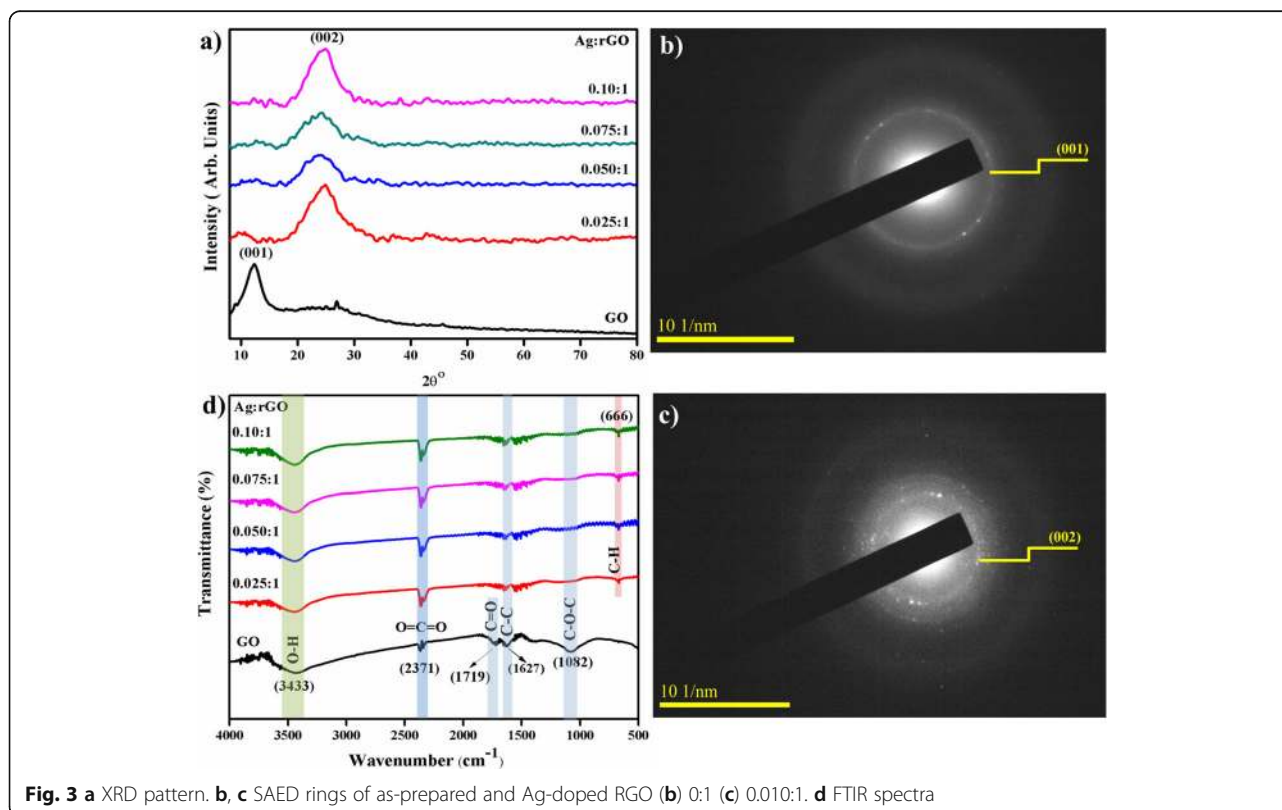 a)
(002)
Ag:rGO
0.10:1
0.075:1
0.050:1
0.025:1
(001)
GO
Intensity ( Arb. Units)
10 20 30 40 50 60 70 80
2θ°
b)
(001)
10 1/nm
d)
Ag:rGO
(666)
0.10:1
0.075:1
0.050:1
0.025:1
GO
O-H
(3433)
O=C=O
(2371)
C=O
(1719)
C-C
(1627)
C-O-C
(1082)
C-H
Transmittance (%)
4000 3500 3000 2500 2000 1500 1000 500
Wavenumber (cm-1)
c)
(002)
10 1/nm
Fig. 3 a XRD pattern. b, c SAED rings of as-prepared and Ag-doped RGO (b) 0:1 (c) 0.010:1. d FTIR spectra